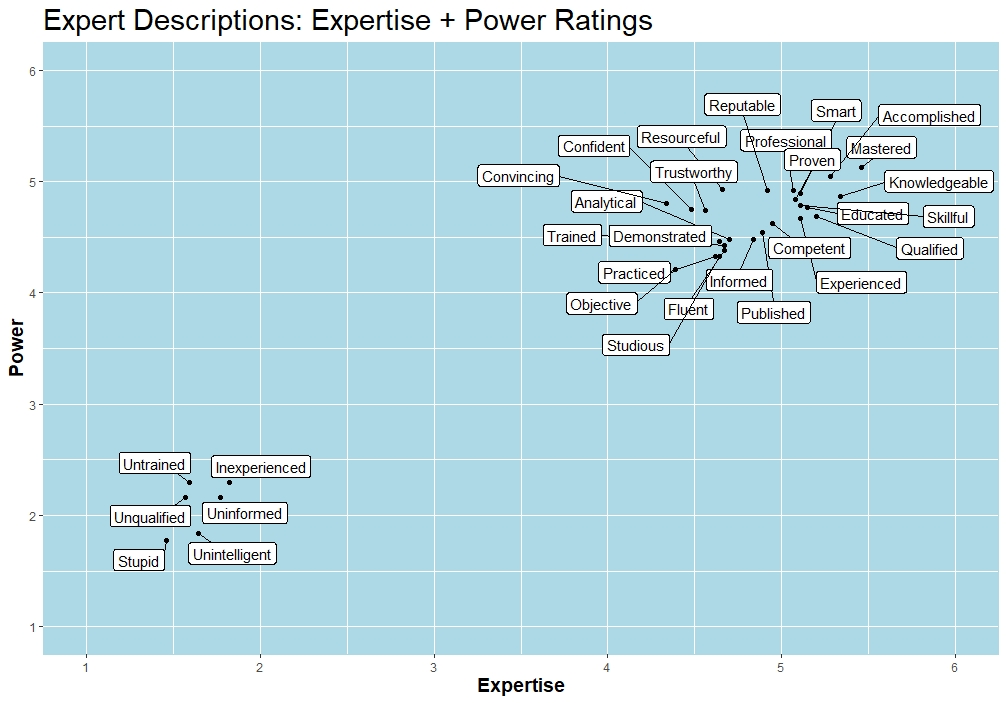 Expert Descriptions: Expertise + Power Ratings
6
Reputable
Smart
Accomplished
Resourceful
Professional
Confident
Mastered
Proven
5
Convincing
Trustworthy
Knowledgeable
Analytical
Educated
Skillful
Trained
Demonstrated
Competent
Qualified
Practiced
Informed
Experienced
4
Objective
Fluent
Published
Studious
Power
3
Untrained
Inexperienced
2
Unqualified
Uninformed
Stupid
Unintelligent
1
1 2 3 4 5 6
Expertise